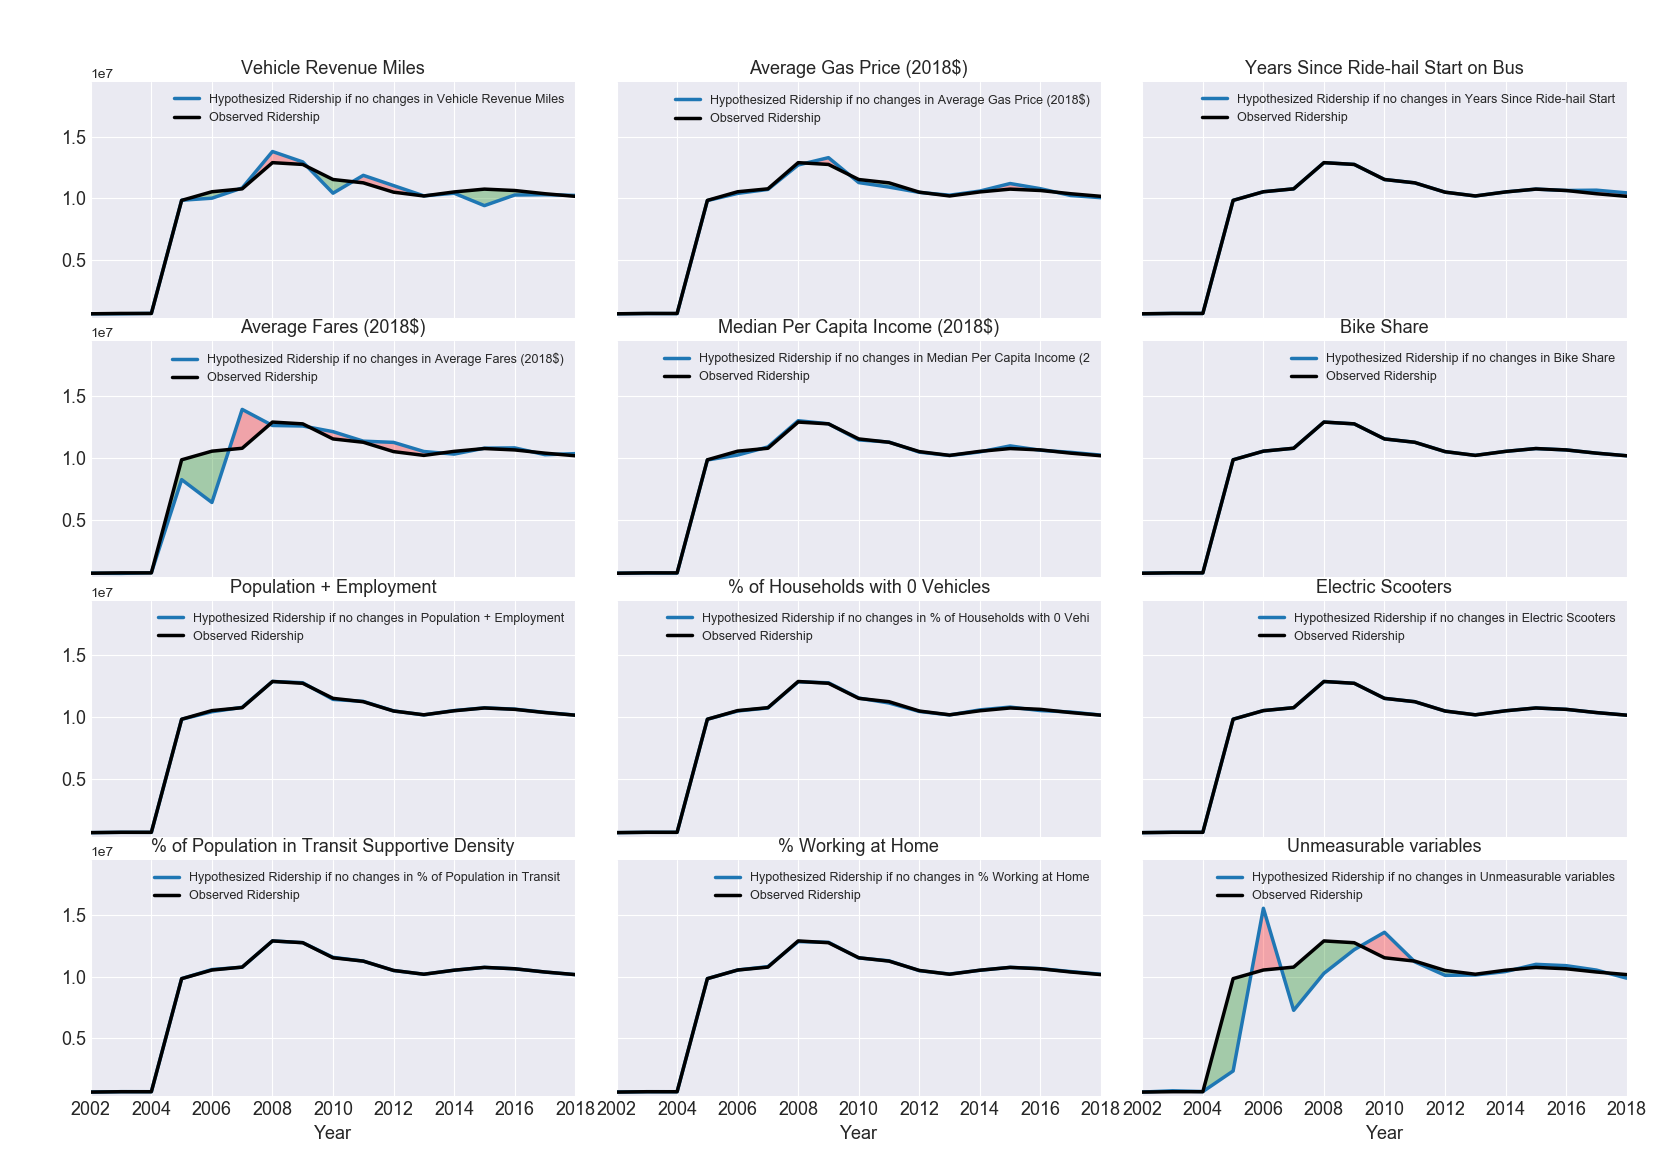 Vehicle Revenue Miles
1e7
Hypothesized Ridership if no changes in Vehicle Revenue Miles
Observed Ridership
1.5
1.0
0.5
Average Gas Price (2018$)
Hypothesized Ridership if no changes in Average Gas Price (2018$)
Observed Ridership
Years Since Ride-hail Start on Bus
Hypothesized Ridership if no changes in Years Since Ride-hail Start
Observed Ridership
Average Fares (2018$)
1e7
Hypothesized Ridership if no changes in Average Fares (2018$)
Observed Ridership
1.5
1.0
0.5
Median Per Capita Income (2018$)
Hypothesized Ridership if no changes in Median Per Capita Income (2
Observed Ridership
Bike Share
Hypothesized Ridership if no changes in Bike Share
Observed Ridership
Population + Employment
1e7
Hypothesized Ridership if no changes in Population + Employment
Observed Ridership
1.5
1.0
0.5
% of Households with 0 Vehicles
Hypothesized Ridership if no changes in % of Households with 0 Vehi
Observed Ridership
Electric Scooters
Hypothesized Ridership if no changes in Electric Scooters
Observed Ridership
% of Population in Transit Supportive Density
1e7
Hypothesized Ridership if no changes in % of Population in Transit
Observed Ridership
1.5
1.0
0.5
2002 2004 2006 2008 2010 2012 2014 2016 2018
Year
% Working at Home
Hypothesized Ridership if no changes in % Working at Home
Observed Ridership
2002 2004 2006 2008 2010 2012 2014 2016 2018
Year
Unmeasurable variables
Hypothesized Ridership if no changes in Unmeasurable variables
Observed Ridership
2002 2004 2006 2008 2010 2012 2014 2016 2018
Year